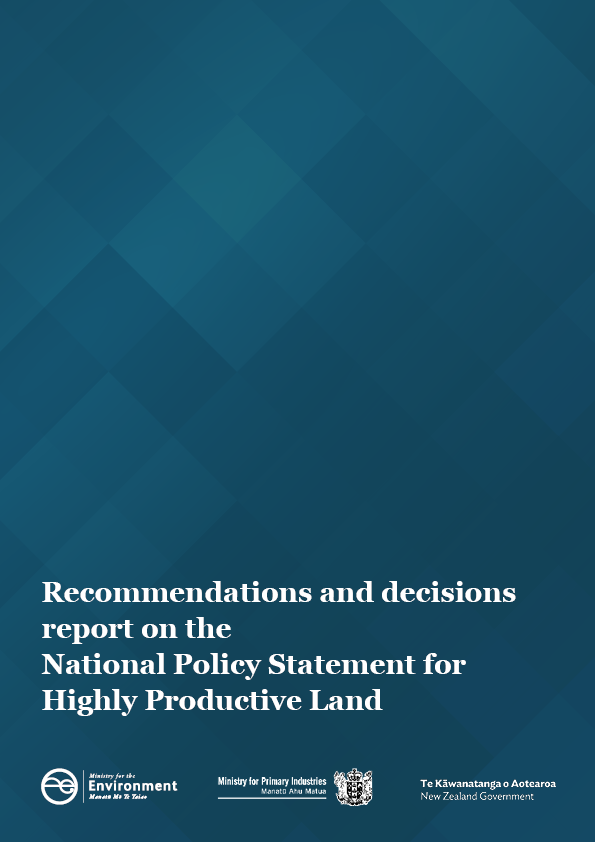 Recommendations and decisions
report on the
National Policy Statement for
Highly Productive Land
Ministry for the
Environment
Manatū Mō Te Taiao
Ministry for Primary Industries
Manatū Ahu Matua
Te Kāwanatanga o Aotearoa
New Zealand Government